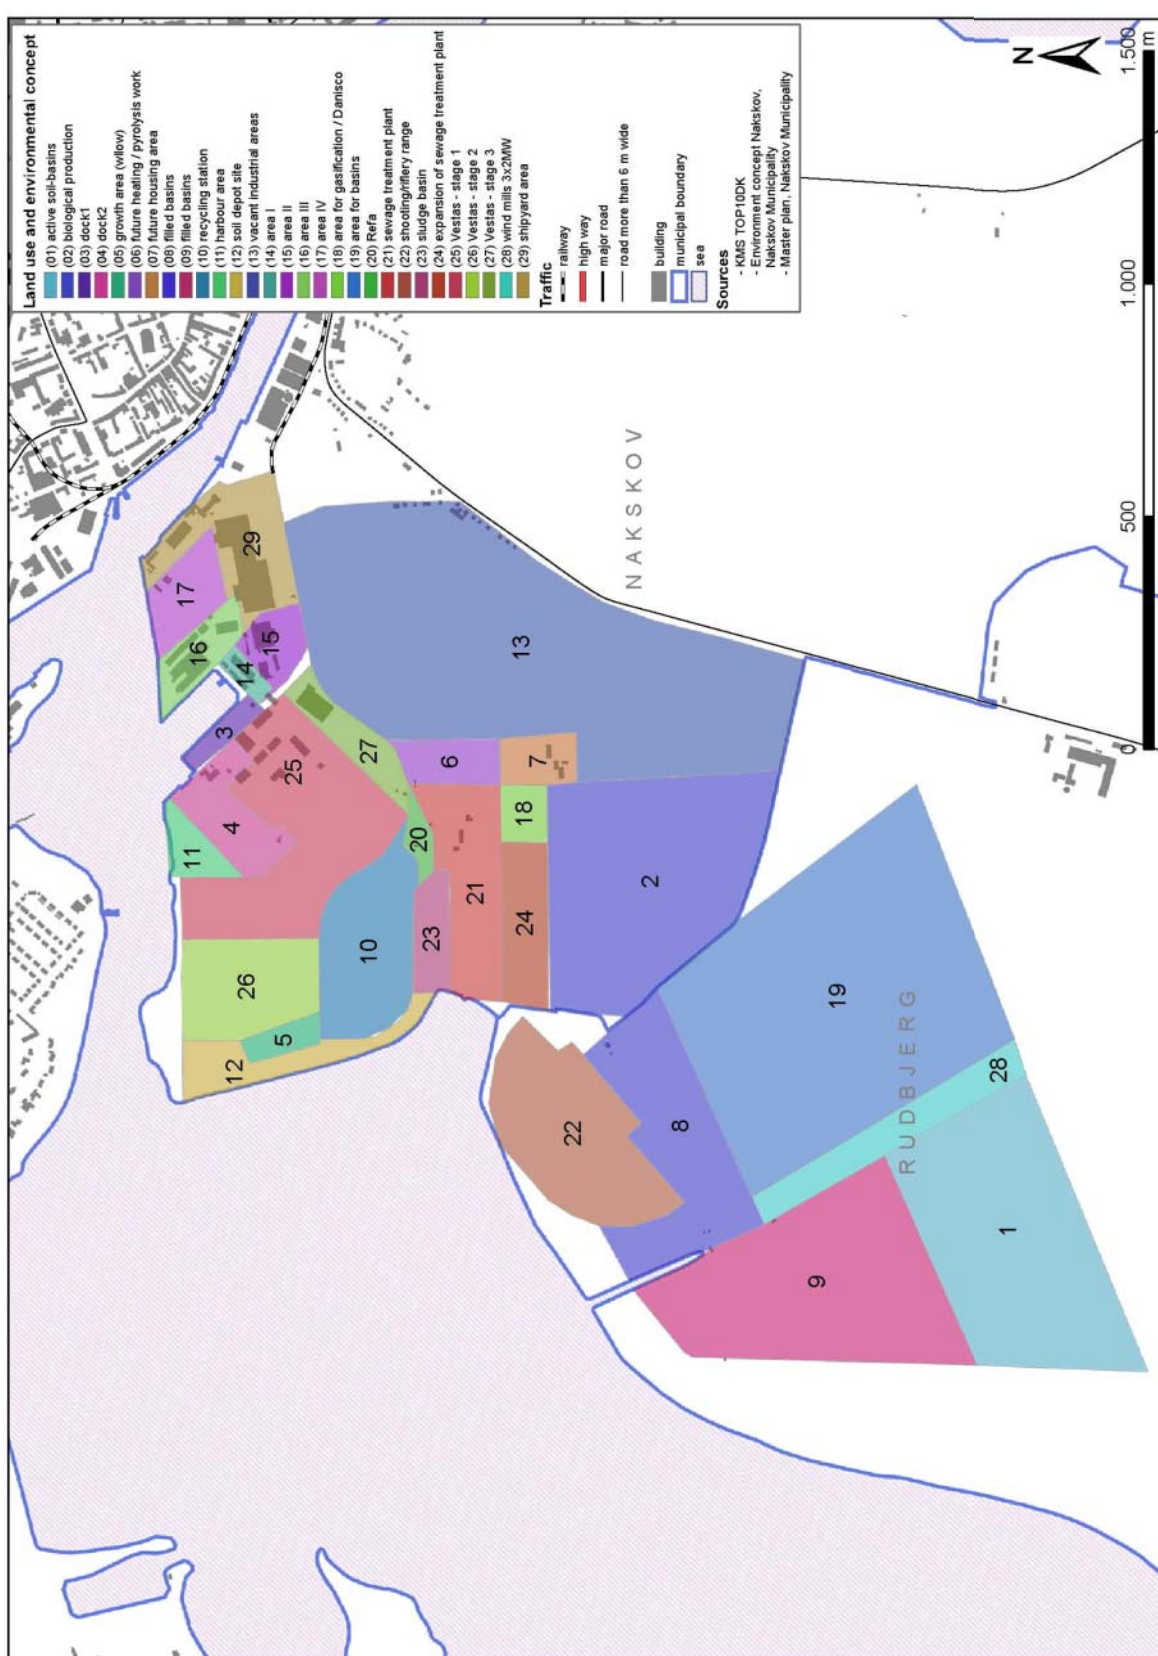 Land use and environmental concept
(01) active soil-basins
(02) biological production
(03) dock1
(04) dock2
(05) growth area (wllow)
(06) future heating / pyrolysis work
(07) future housing area
(08) filled basins
(09) filled basins
(10) recycling station
(11) harbour area
(12) soil depot site
(13) vacant industrial areas
(14) area I
(15) area II
(16) area III
(17) area IV
(18) area for gasification / Danisco
(19) area for basins
(20) Refa
(21) sewage treatment plant
(22) shooting/riflery range
(23) sludge basin
(24) expansion of sewage treatment plant
(25) Vestas - stage 1
(26) Vestas - stage 2
(27) Vestas - stage 3
(28) wind mills 3x2MW
(29) shipyard area
Traffic
railway
high way
major road
road more than 6 m wide
building
municipal boundary
sea
Sources
- KMS TOP10DK
- Environment concept Nakskov,
Nakskov Municipality
- Master plan, Nakskov Municipality
N
0
500
1.000
1.500
m
NAKSKOV
RUDBJERG
17
29
16
15
14
3
13
25
27
6
7
4
11
18
20
21
2
24
23
10
26
5
12
19
28
22
8
9
1